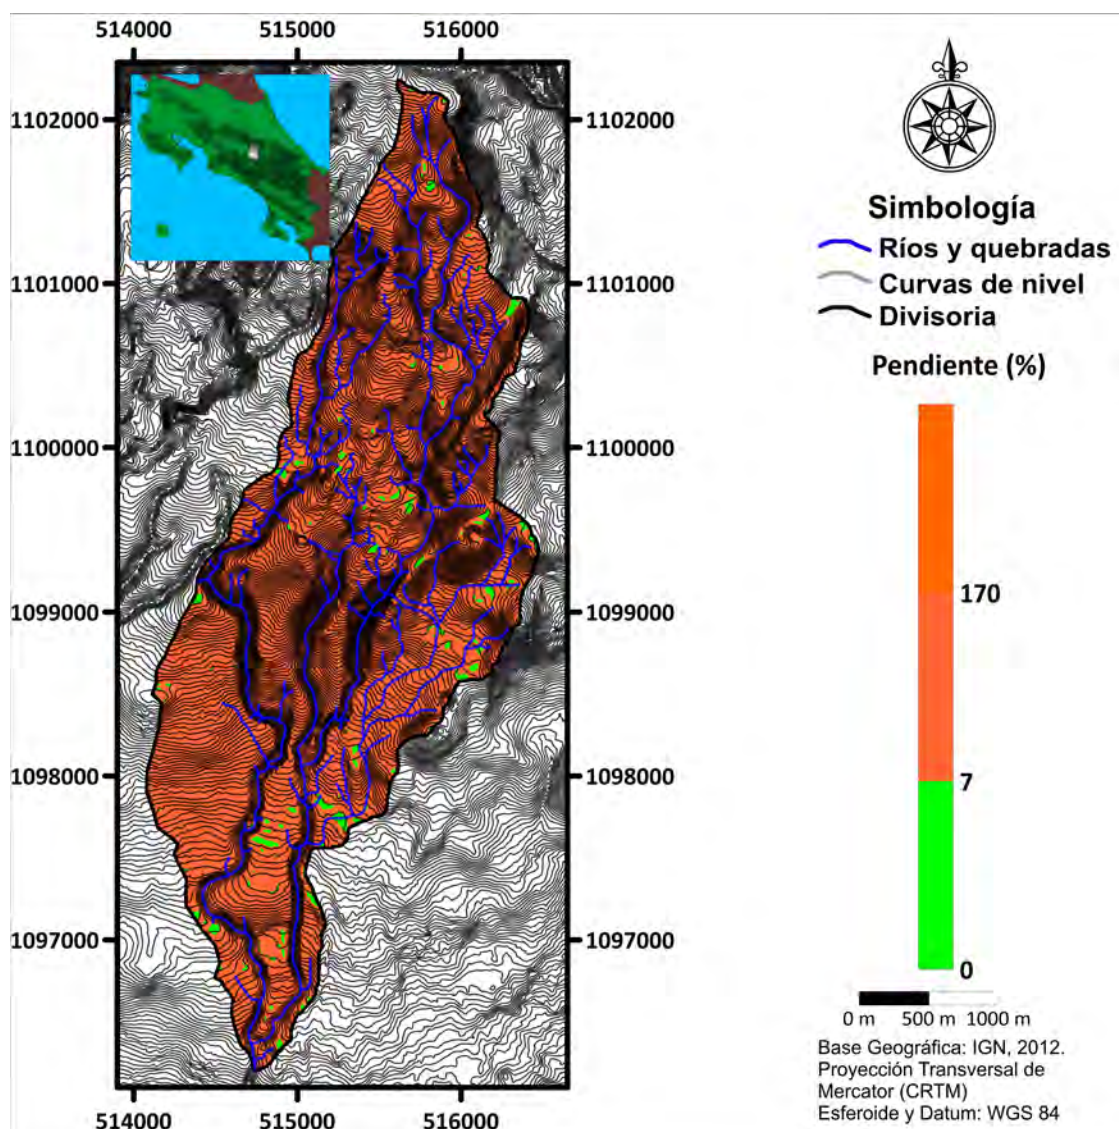 514000 515000 516000
1102000 1102000
1101000 1101000
1100000 1100000
1099000 1099000
1098000 1098000
1097000 1097000
514000 515000 516000
Simbología
Ríos y quebradas
Curvas de nivel
Divisoria
Pendiente (%)
170
7
0
0 m 500 m 1000 m
Base Geográfica: IGN, 2012.
Proyección Transversal de
Mercator (CRTM)
Esferoide y Datum: WGS 84